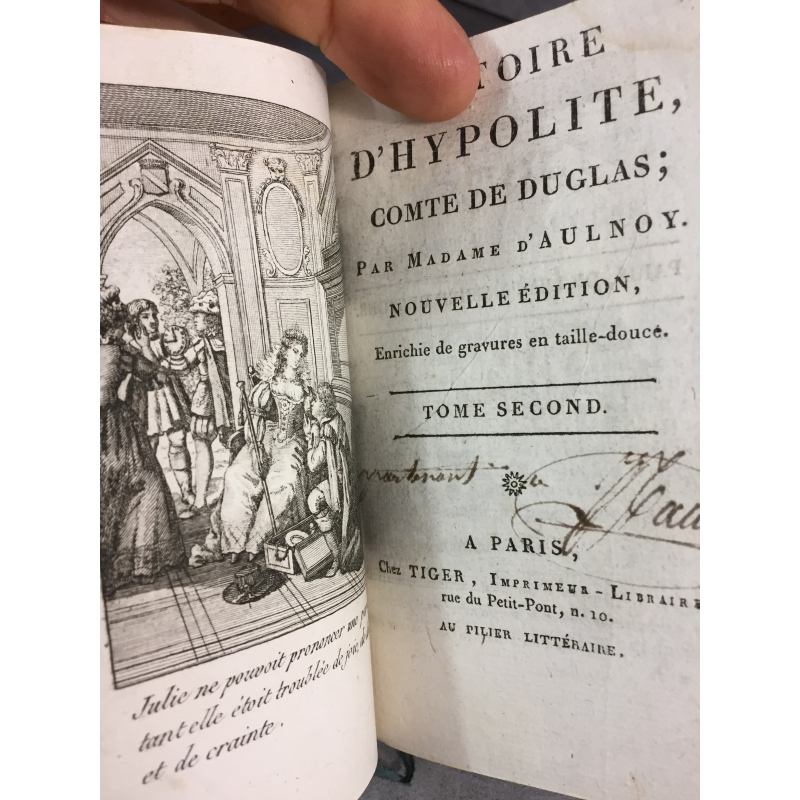 Julie ne pouvoit prononcer une
tant elle étoit troublée de joie,
et de crainte.
TOIRE
D'HYPOLITE,
COMTE DE DUGLAS;
PAR MADAME D'AULNOY.
NOUVELLE ÉDITION,
Enrichie de gravures en taille-douce.
TOME SECOND.
A PARIS,
Chez TIGER, IMPRIMEUR-LIBRAIRE
rue du Petit-Pont, n. 10.
AU PILIER LITTÉRAIRE.